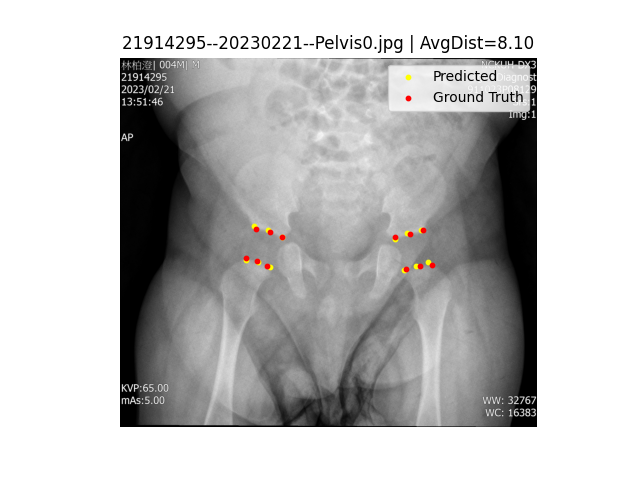 21914295--20230221--Pelvis0.jpg | AvgDist=8.10
林柏澄| 004M| M
21914295
2023/02/21
13:51:46
AP
Predicted
Ground Truth
Img:1
KVP:65.00
mAs:5.00
WW: 32767
WC: 16383